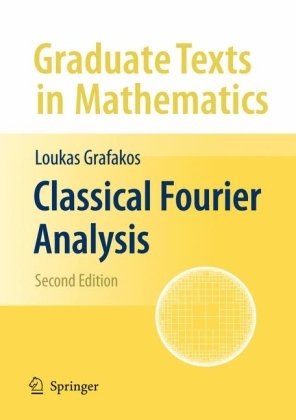 Graduate Texts
in Mathematics
Loukas Grafakos
Classical Fourier
Analysis
Second Edition
Springer